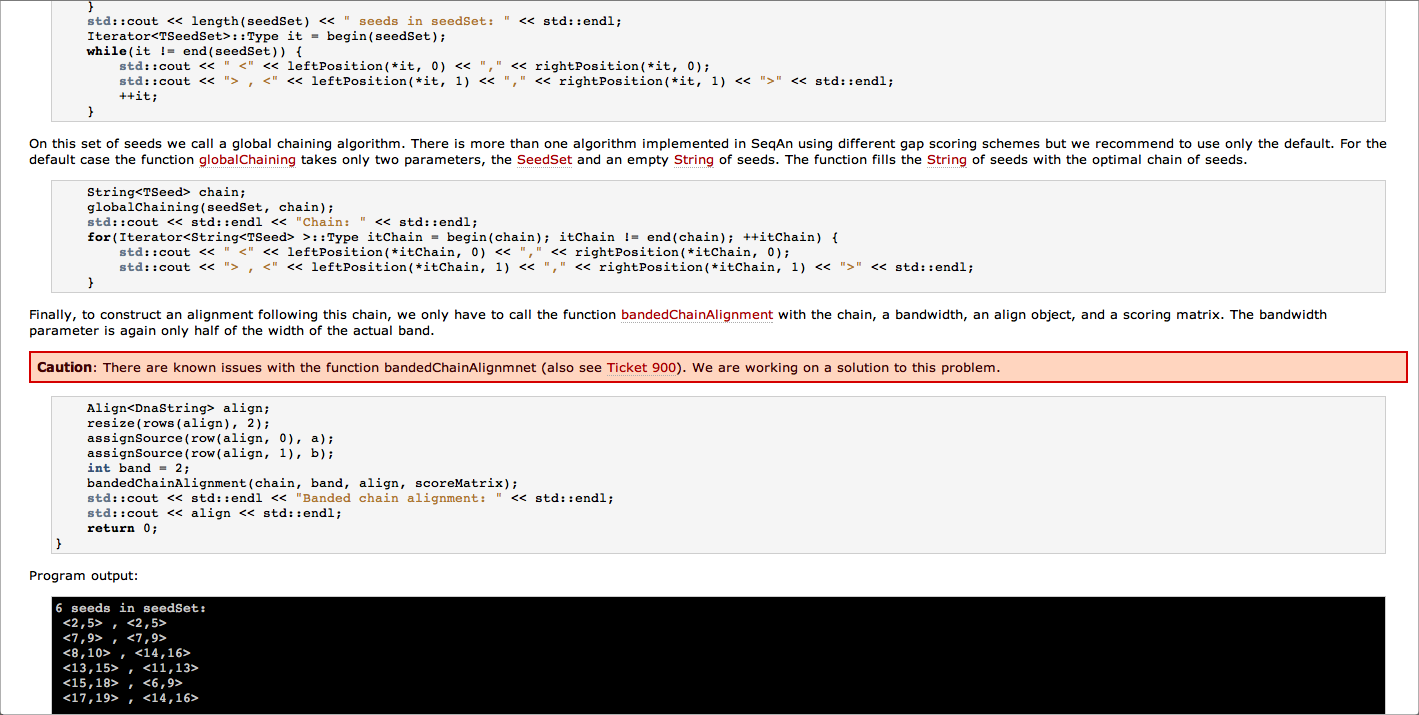 }
    std::cout << length(seedSet) << " seeds in seedSet: " << std::endl;
    Iterator<TSeedSet>::Type it = begin(seedSet);
    while(it != end(seedSet)) {
        std::cout << " <" << leftPosition(*it, 0) << "," << rightPosition(*it, 0);
        std::cout << "> , <" << leftPosition(*it, 1) << "," << rightPosition(*it, 1) << ">" << std::endl;
        ++it;
    }
On this set of seeds we call a global chaining algorithm. There is more than one algorithm implemented in SeqAn using different gap scoring schemes but we recommend to use only the default. For the
default case the function globalChaining takes only two parameters, the SeedSet and an empty String of seeds. The function fills the String of seeds with the optimal chain of seeds.
    String<TSeed> chain;
    globalChaining(seedSet, chain);
    std::cout << std::endl << "Chain: " << std::endl;
    for(Iterator<String<TSeed> >::Type itChain = begin(chain); itChain != end(chain); ++itChain) {
        std::cout << " <" << leftPosition(*itChain, 0) << "," << rightPosition(*itChain, 0);
        std::cout << "> , <" << leftPosition(*itChain, 1) << "," << rightPosition(*itChain, 1) << ">" << std::endl;
    }
Finally, to construct an alignment following this chain, we only have to call the function bandedChainAlignment with the chain, a bandwidth, an align object, and a scoring matrix. The bandwidth
parameter is again only half of the width of the actual band.
Caution: There are known issues with the function bandedChainAlignmnet (also see Ticket 900). We are working on a solution to this problem.
    Align<DnaString> align;
    resize(rows(align), 2);
    assignSource(row(align, 0), a);
    assignSource(row(align, 1), b);
    int band = 2;
    bandedChainAlignment(chain, band, align, scoreMatrix);
    std::cout << std::endl << "Banded chain alignment: " << std::endl;
    std::cout << align << std::endl;
    return 0;
}
Program output:
6 seeds in seedSet:
 <2,5> , <2,5>
 <7,9> , <7,9>
 <8,10> , <14,16>
 <13,15> , <11,13>
 <15,18> , <6,9>
 <17,19> , <14,16>